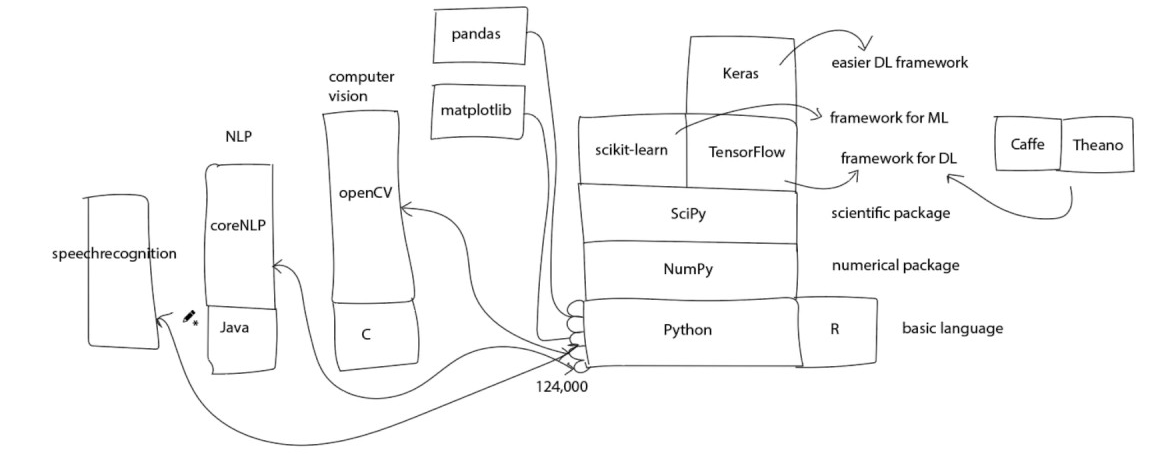 pandas
Keras
easier DL framework
computer
vision
matplotlib
framework for ML
NLP
scikit-learn
TensorFlow
framework for DL
Caffe
Theano
openCV
SciPy
scientific package
coreNLP
speechrecognition
NumPy
numerical package
Java
C
Python
R
basic language
124,000